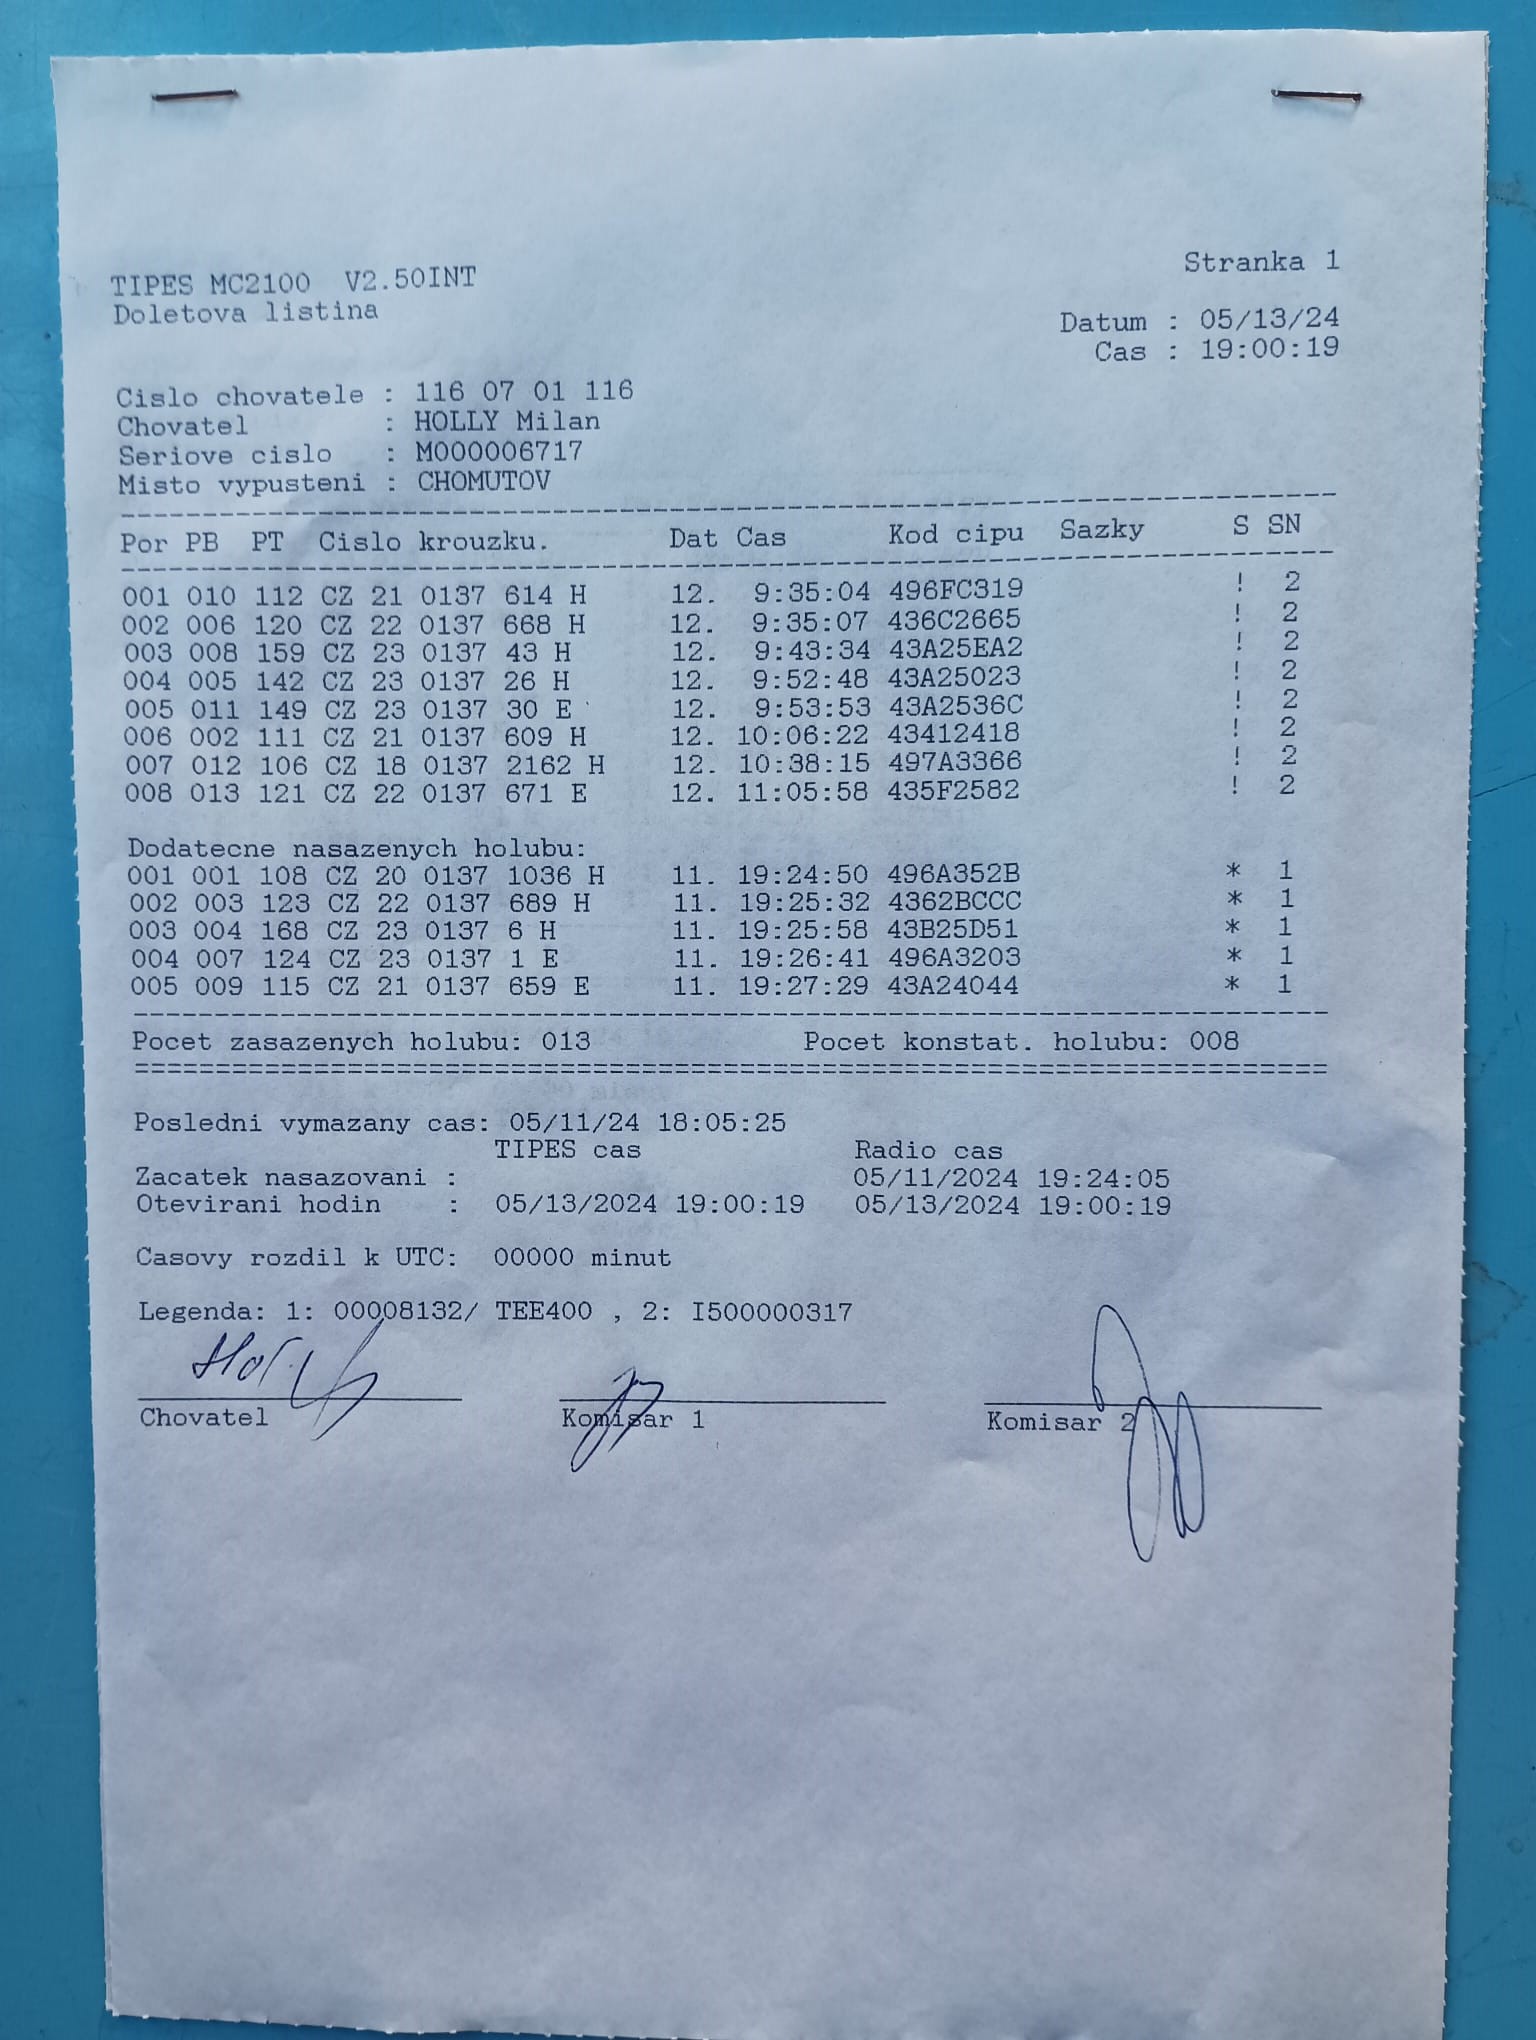 Stranka 1
TIPES MC2100 V2.50INT
Doletova listina
Datum : 05/13/24
Cas : 19:00:19
Cislo chovatele : 116 07 01 116
Chovatel : HOLLY Milan
Seriove cislo : M000006717
Misto vypusteni : CHOMUTOV
Por PB PT Cislo krouzku. Dat Cas Kod cipu Sazky S SN
001 010 112 CZ 21 0137 614 H 12. 9:35:04 496FC319 ! 2
002 006 120 CZ 22 0137 668 H 12. 9:35:07 436C2665 ! 2
003 008 159 CZ 23 0137 43 H 12. 9:43:34 43A25EA2 ! 2
004 005 142 CZ 23 0137 26 H 12. 9:52:48 43A25023 ! 2
005 011 149 CZ 23 0137 30 E 12. 9:53:53 43A2536C ! 2
006 002 111 CZ 21 0137 609 H 12. 10:06:22 43412418 ! 2
007 012 106 CZ 18 0137 2162 H 12. 10:38:15 497A3366 ! 2
008 013 121 CZ 22 0137 671 E 12. 11:05:58 435F2582 ! 2
Dodatecne nasazenych holubu:
001 001 108 CZ 20 0137 1036 H 11. 19:24:50 496A352B * 1
002 003 123 CZ 22 0137 689 H 11. 19:25:32 4362BCCC * 1
003 004 168 CZ 23 0137 6 H 11. 19:25:58 43B25D51 * 1
004 007 124 CZ 23 0137 1 E 11. 19:26:41 496A3203 * 1
005 009 115 CZ 21 0137 659 E 11. 19:27:29 43A24044 * 1
Pocet zasazenych holubu: 013 Pocet konstat. holubu: 008
Posledni vymazany cas: 05/11/24 18:05:25
TIPES cas Radio cas
Zacatek nasazovani : 05/11/2024 19:24:05
Otevirani hodin : 05/13/2024 19:00:19 05/13/2024 19:00:19
Casovy rozdil k UTC: 00000 minut
Legenda: 1: 00008132/ TEE400 , 2: I500000317
Chovatel Komisar 1 Komisar 2